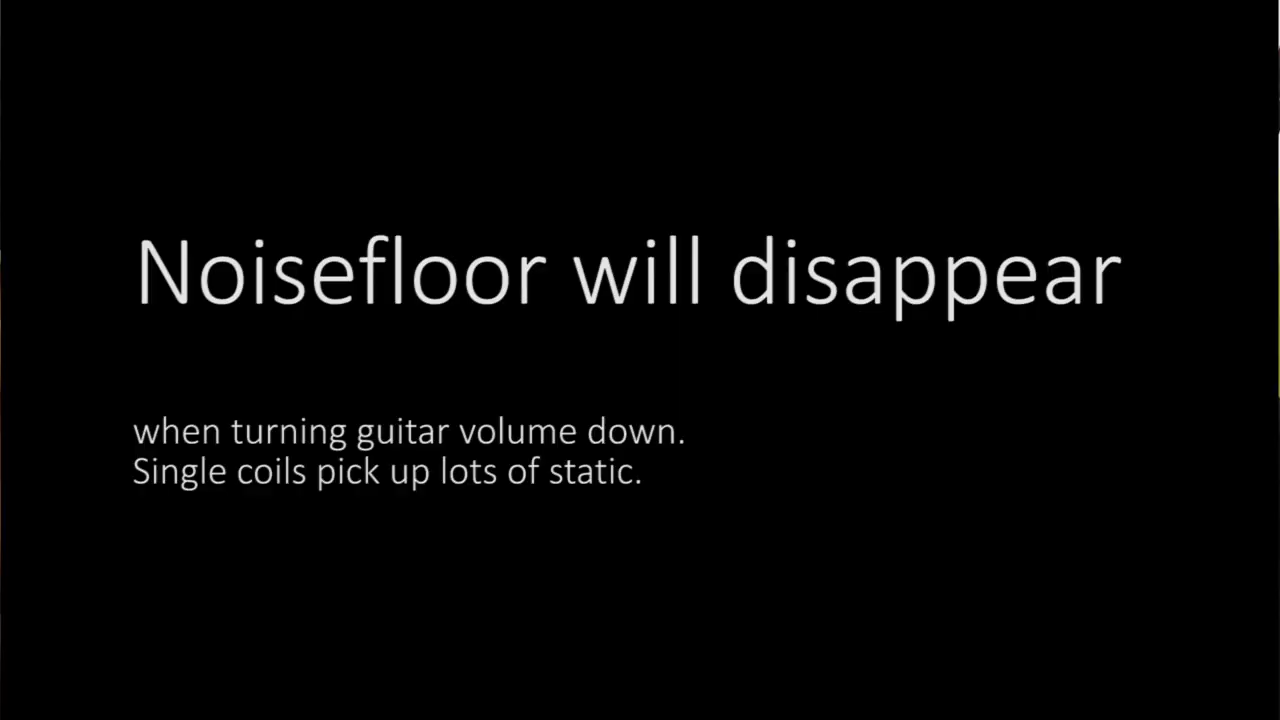 Noisefloor will disappear
when turning guitar volume down.
Single coils pick up lots of static.